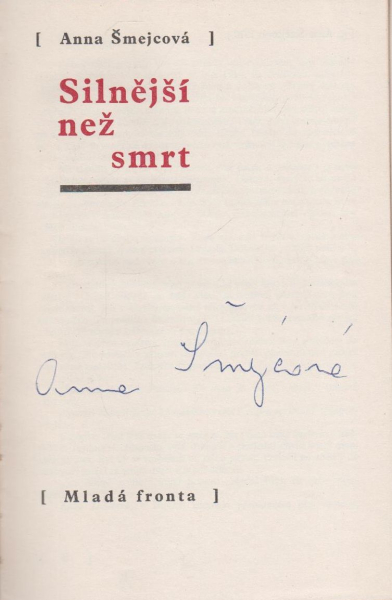 [ Anna Šmejcová ]
Silnější
než
smrt
Anna Šmejcová
[ Mladá fronta ]